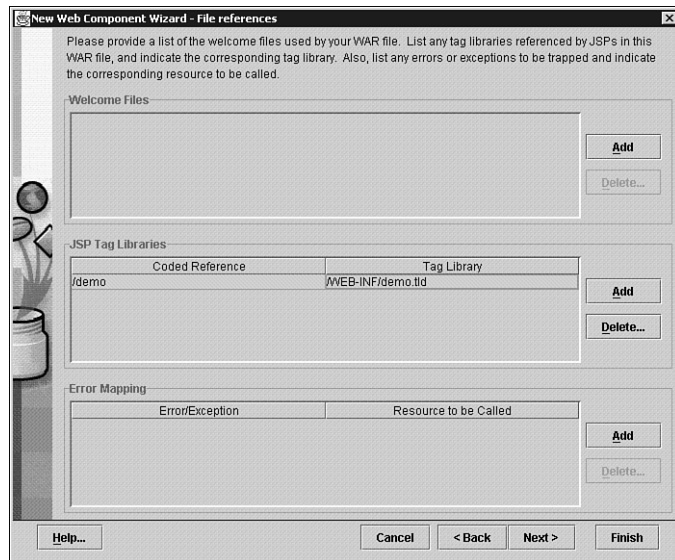 New Web Component Wizard - File references
Please provide a list of the welcome files used by your WAR file. List any tag libraries referenced by JSPs in this
WAR file, and indicate the corresponding tag library. Also, list any errors or exceptions to be trapped and indicate
the corresponding resource to be called.
Welcome Files
Add
Delete...
JSP Tag Libraries
Coded Reference Tag Library
/demo /WEB-INF/demo.tld
Add
Delete...
Error Mapping
Error/Exception Resource to be Called
Add
Delete...
Help... Cancel < Back Next > Finish